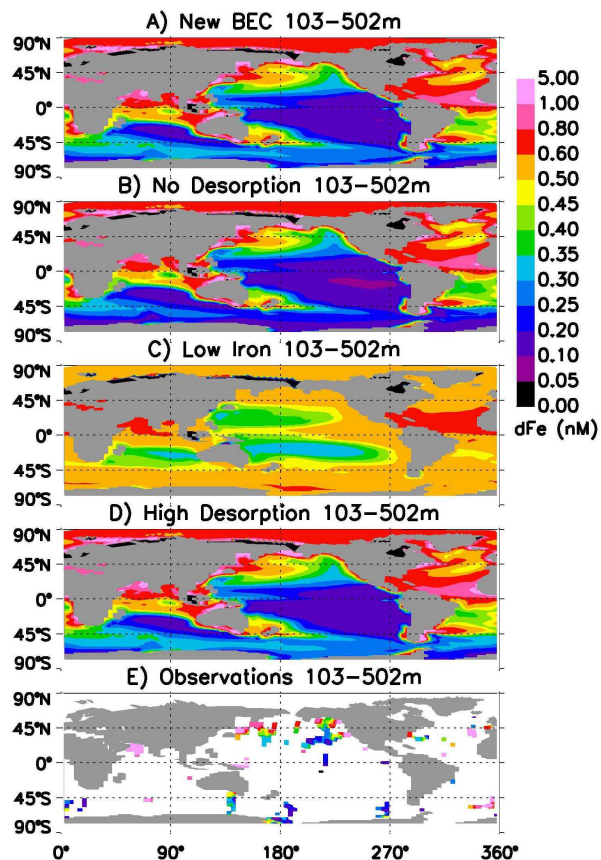 A) New BEC 103-502m
90°N
45°N
0°
45°S
90°S
B) No Desorption 103-502m
90°N
45°N
0°
45°S
90°S
C) Low Iron 103-502m
90°N
45°N
0°
45°S
90°S
D) High Desorption 103-502m
90°N
45°N
0°
45°S
90°S
E) Observations 103-502m
90°N
45°N
0°
45°S
90°S
0° 90° 180° 270° 360°
5.00
1.00
0.80
0.60
0.50
0.45
0.40
0.35
0.30
0.25
0.20
0.10
0.05
0.00
dFe (nM)